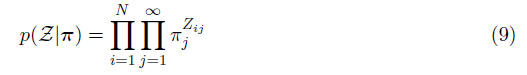 p(𝒵|𝝅) = ∏_{i=1}^{N} ∏_{j=1}^{∞} π_j^{Z_{ij}} (9)